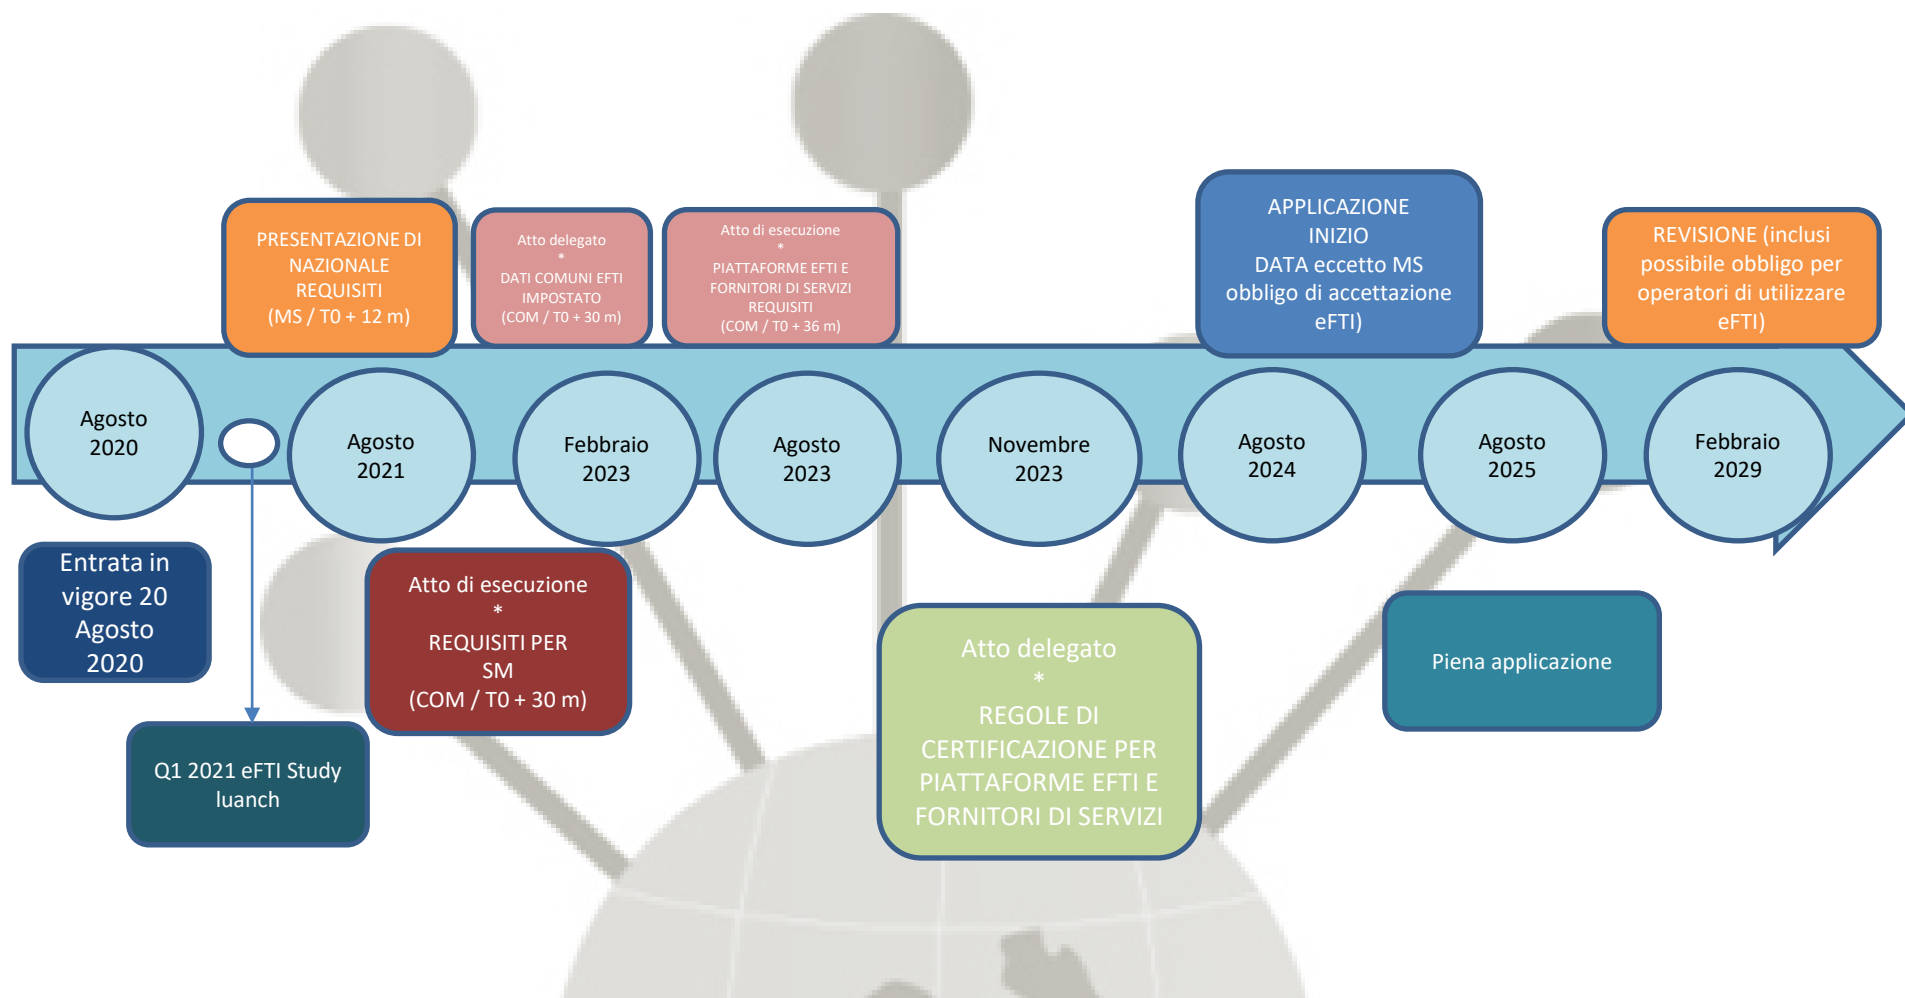 PRESENTAZIONE DI
NAZIONALE
REQUISITI
(MS / T0 + 12 m)
Atto delegato
*
DATI COMUNI EFTI
IMPOSTATO
(COM / T0 + 30 m)
Atto di esecuzione
*
PIATTAFORME EFTI E
FORNITORI DI SERVIZI
REQUISITI
(COM / T0 + 36 m)
APPLICAZIONE
INIZIO
DATA eccetto MS
obbligo di accettazione
eFTI)
REVISIONE (inclusi
possibile obbligo per
operatori di utilizzare
eFTI)
Agosto
2020
Agosto
2021
Febbraio
2023
Agosto
2023
Novembre
2023
Agosto
2024
Agosto
2025
Febbraio
2029
Entrata in
vigore 20
Agosto
2020
Atto di esecuzione
*
REQUISITI PER
SM
(COM / T0 + 30 m)
Atto delegato
*
REGOLE DI
CERTIFICAZIONE PER
PIATTAFORME EFTI E
FORNITORI DI SERVIZI
Piena applicazione
Q1 2021 eFTI Study
luanch